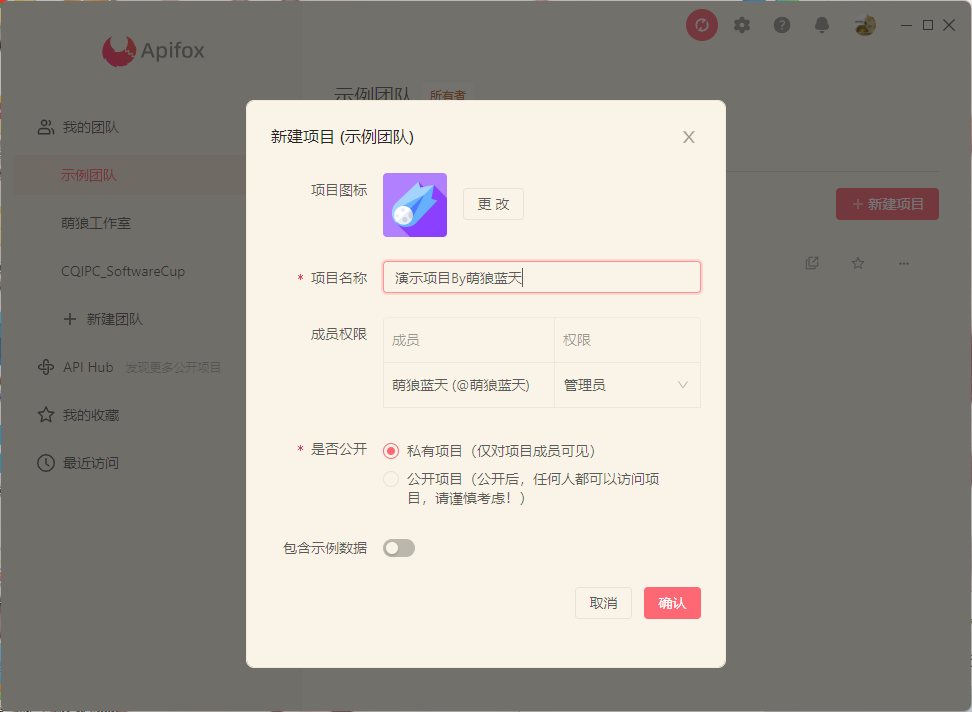 Apifox
示例团队
所有者
我的团队
示例团队
萌狼工作室
CQIPC_SoftwareCup
新建团队
API Hub 发现更多公开项目
我的收藏
最近访问
新建项目
新建项目 (示例团队)
项目图标
更 改
* 项目名称
演示项目By萌狼蓝天
成员权限
成员 权限
萌狼蓝天 (@萌狼蓝天) 管理员
* 是否公开
私有项目（仅对项目成员可见）
公开项目（公开后，任何人都可以访问项
目，请谨慎考虑！）
包含示例数据
取消 确认